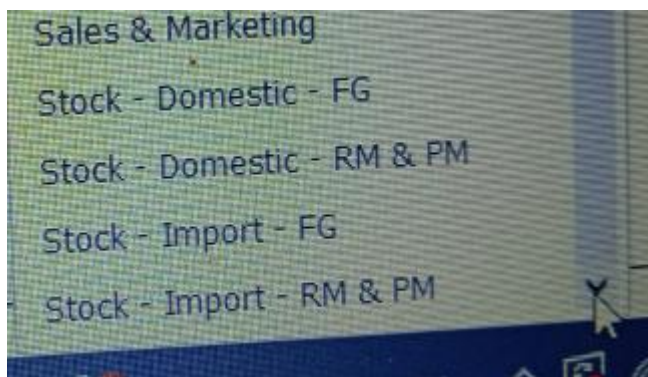 Sales & Marketing
Stock - Domestic - FG
Stock - Domestic - RM & PM
Stock - Import - FG
Stock - Import - RM & PM